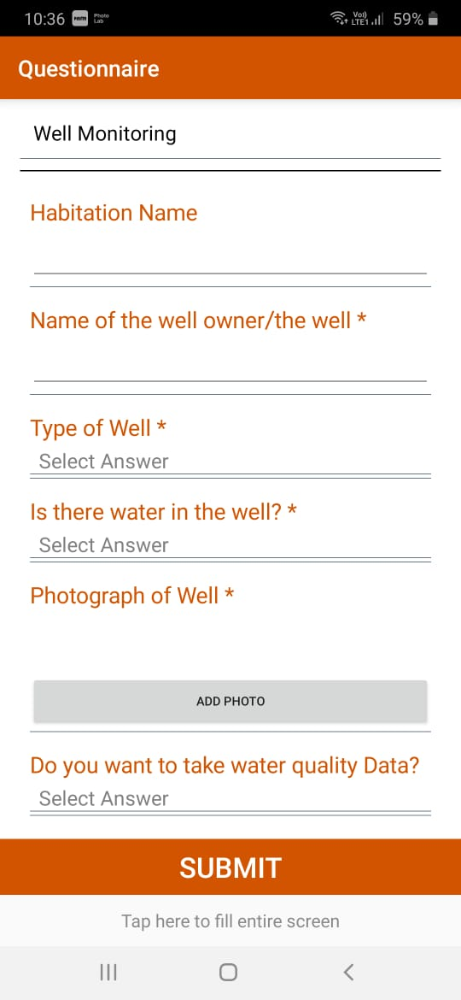 10:36 Paytm Photo Lab Vo) LTE1 59%
Questionnaire
Well Monitoring
Habitation Name
Name of the well owner/the well *
Type of Well *
Select Answer
Is there water in the well? *
Select Answer
Photograph of Well *
ADD PHOTO
Do you want to take water quality Data?
Select Answer
SUBMIT
Tap here to fill entire screen